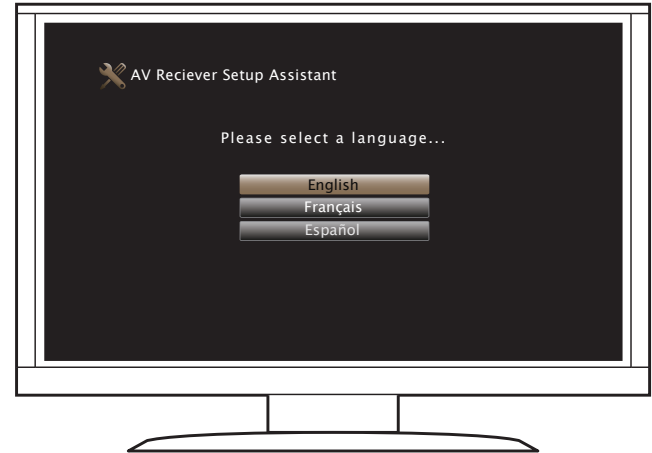 AV Reciever Setup Assistant
Please select a language...
English
Français
Español